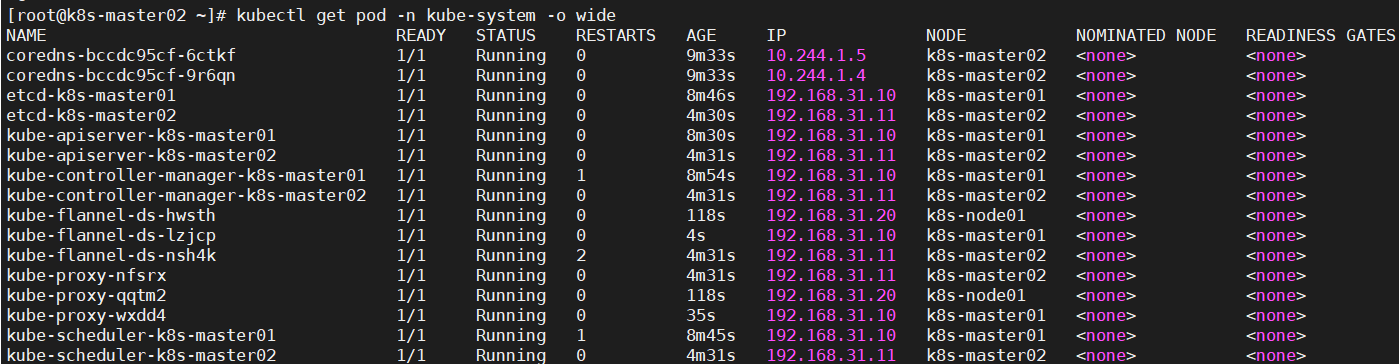 [root@k8s-master02 ~]# kubectl get pod -n kube-system -o wide
NAME READY STATUS RESTARTS AGE IP NODE NOMINATED NODE READINESS GATES
coredns-bccdc95cf-6ctkf 1/1 Running 0 9m33s 10.244.1.5 k8s-master02 <none> <none>
coredns-bccdc95cf-9r6qn 1/1 Running 0 9m33s 10.244.1.4 k8s-master02 <none> <none>
etcd-k8s-master01 1/1 Running 0 8m46s 192.168.31.10 k8s-master01 <none> <none>
etcd-k8s-master02 1/1 Running 0 4m30s 192.168.31.11 k8s-master02 <none> <none>
kube-apiserver-k8s-master01 1/1 Running 0 8m30s 192.168.31.10 k8s-master01 <none> <none>
kube-apiserver-k8s-master02 1/1 Running 0 4m31s 192.168.31.11 k8s-master02 <none> <none>
kube-controller-manager-k8s-master01 1/1 Running 1 8m54s 192.168.31.10 k8s-master01 <none> <none>
kube-controller-manager-k8s-master02 1/1 Running 0 4m31s 192.168.31.11 k8s-master02 <none> <none>
kube-flannel-ds-hwsth 1/1 Running 0 118s 192.168.31.20 k8s-node01 <none> <none>
kube-flannel-ds-lzjcp 1/1 Running 0 4s 192.168.31.10 k8s-master01 <none> <none>
kube-flannel-ds-nsh4k 1/1 Running 2 4m31s 192.168.31.11 k8s-master02 <none> <none>
kube-proxy-nfsrx 1/1 Running 0 4m31s 192.168.31.11 k8s-master02 <none> <none>
kube-proxy-qqtm2 1/1 Running 0 118s 192.168.31.20 k8s-node01 <none> <none>
kube-proxy-wxdd4 1/1 Running 0 35s 192.168.31.10 k8s-master01 <none> <none>
kube-scheduler-k8s-master01 1/1 Running 1 8m45s 192.168.31.10 k8s-master01 <none> <none>
kube-scheduler-k8s-master02 1/1 Running 0 4m31s 192.168.31.11 k8s-master02 <none> <none>